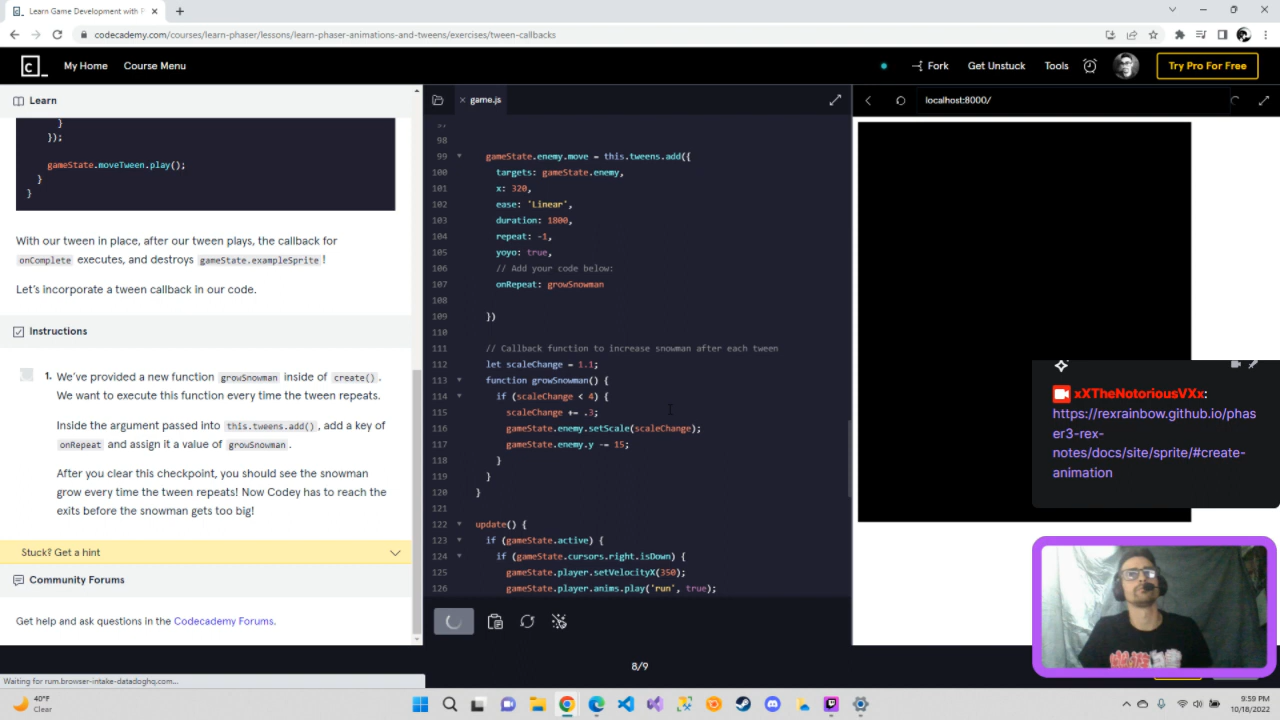 Learn Game Development with P
codecademy.com/courses/learn-phaser/lessons/learn-phaser-animations-and-tweens/exercises/tween-callbacks
My Home
Course Menu
Fork
Get Unstuck
Tools
Try Pro For Free
Learn
}
});
gameState.moveTween.play();
}
}
With our tween in place, after our tween plays, the callback for
onComplete executes, and destroys gameState.exampleSprite !
Let's incorporate a tween callback in our code.
Instructions
1. We've provided a new function growSnowman inside of create().
We want to execute this function every time the tween repeats.
Inside the argument passed into this.tweens.add(), add a key of
onRepeat and assign it a value of growSnowman.
After you clear this checkpoint, you should see the snowman
grow every time the tween repeats! Now Codey has to reach the
exits before the snowman gets too big!
Stuck? Get a hint
Community Forums
Get help and ask questions in the Codecademy Forums.
Waiting for rum.browser-intake-datadoghq.com...
game.js
98
99 gameState.enemy.move = this.tweens.add({
100 targets: gameState.enemy,
101 x: 320,
102 ease: 'Linear',
103 duration: 1800,
104 repeat: -1,
105 yoyo: true,
106 // Add your code below:
107 onRepeat: growSnowman
108
109 })
110
111 // Callback function to increase snowman after each tween
112 let scaleChange = 1.1;
113 function growSnowman() {
114 if (scaleChange < 4) {
115 scaleChange += .3;
116 gameState.enemy.setScale(scaleChange);
117 gameState.enemy.y -= 15;
118 }
119 }
120 }
121
122 update() {
123 if (gameState.active) {
124 if (gameState.cursors.right.isDown) {
125 gameState.player.setVelocityX(350);
126 gameState.player.anims.play('run', true);
8/9
localhost:8000/
xXTheNotoriousVXx:
https://rexrainbow.github.io/phas
er3-rex-
notes/docs/site/sprite/#create-
animation
40°F
Clear
9:59 PM
10/18/2022